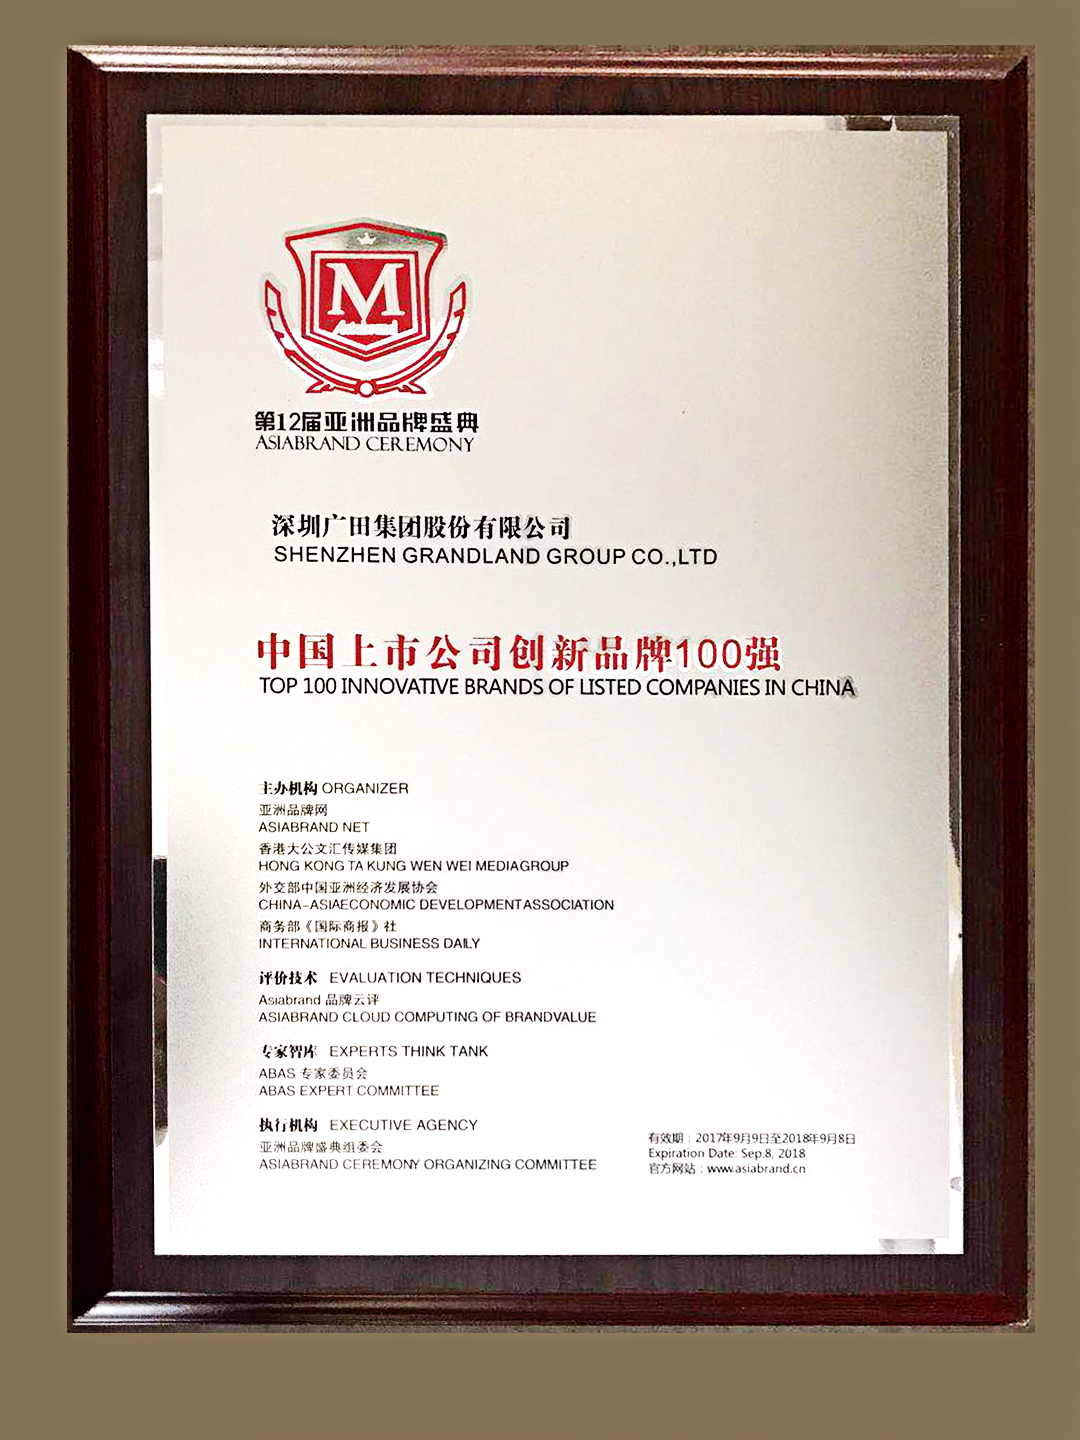 M
第12届亚洲品牌盛典
ASIABRAND CEREMONY
深圳广田集团股份有限公司
SHENZHEN GRANDLAND GROUP CO.,LTD
中国上市公司创新品牌100强
TOP 100 INNOVATIVE BRANDS OF LISTED COMPANIES IN CHINA
主办机构 ORGANIZER
亚洲品牌网
ASIABRAND NET
香港大公文汇传媒集团
HONG KONG TA KUNG WEN WEI MEDIAGROUP
外交部中国亚洲经济发展协会
CHINA-ASIAECONOMIC DEVELOPMENTASSOCIATION
商务部《国际商报》社
INTERNATIONAL BUSINESS DAILY
评价技术 EVALUATION TECHNIQUES
Asiabrand 品牌云评
ASIABRAND CLOUD COMPUTING OF BRANDVALUE
专家智库 EXPERTS THINK TANK
ABAS 专家委员会
ABAS EXPERT COMMITTEE
执行机构 EXECUTIVE AGENCY
亚洲品牌盛典组委会
ASIABRAND CEREMONY ORGANIZING COMMITTEE
有效期：2017年9月9日至2018年9月8日
Expiration Date: Sep.8, 2018
官方网站：www.asiabrand.cn